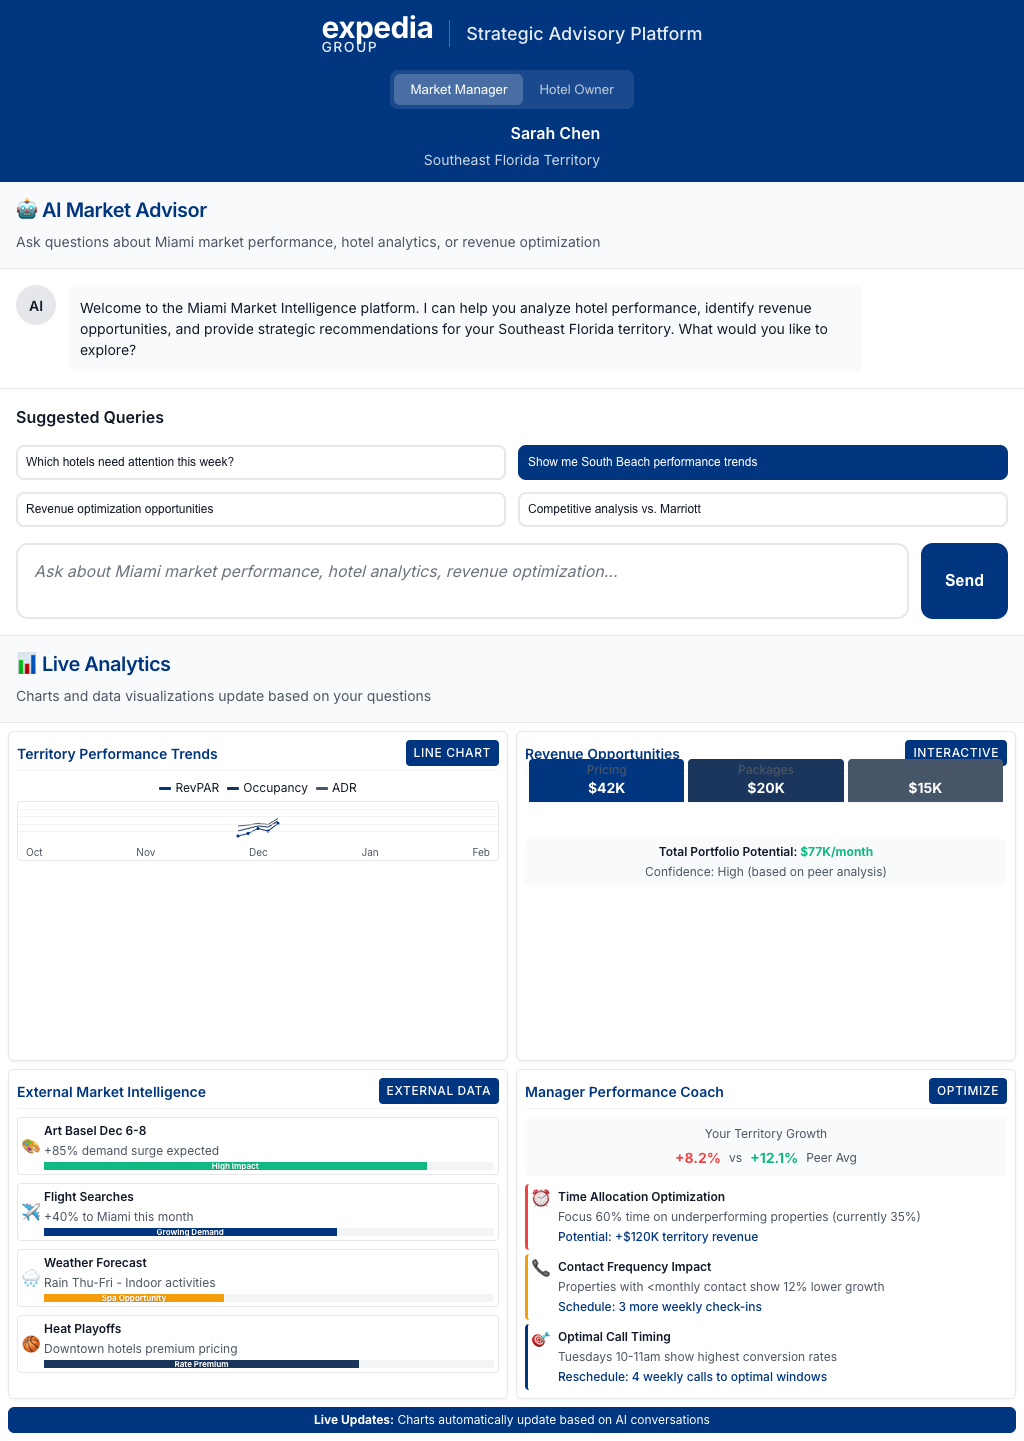 expedia
GROUP
Strategic Advisory Platform
Market Manager
Hotel Owner
Sarah Chen
Southeast Florida Territory
AI Market Advisor
Ask questions about Miami market performance, hotel analytics, or revenue optimization
AI
Welcome to the Miami Market Intelligence platform. I can help you analyze hotel performance, identify revenue
opportunities, and provide strategic recommendations for your Southeast Florida territory. What would you like to
explore?
Suggested Queries
Which hotels need attention this week?
Show me South Beach performance trends
Revenue optimization opportunities
Competitive analysis vs. Marriott
Ask about Miami market performance, hotel analytics, revenue optimization...
Send
Live Analytics
Charts and data visualizations update based on your questions
Territory Performance Trends
LINE CHART
RevPAR
Occupancy
ADR
Oct
Nov
Dec
Jan
Feb
Revenue Opportunities
INTERACTIVE
Pricing
$42K
Packages
$20K
$15K
Total Portfolio Potential: $77K/month
Confidence: High (based on peer analysis)
External Market Intelligence
EXTERNAL DATA
Art Basel Dec 6-8
+85% demand surge expected
High Impact
Flight Searches
+40% to Miami this month
Growing Demand
Weather Forecast
Rain Thu-Fri - Indoor activities
Spa Opportunity
Heat Playoffs
Downtown hotels premium pricing
Rate Premium
Manager Performance Coach
OPTIMIZE
Your Territory Growth
+8.2% vs +12.1% Peer Avg
Time Allocation Optimization
Focus 60% time on underperforming properties (currently 35%)
Potential: +$120K territory revenue
Contact Frequency Impact
Properties with <monthly contact show 12% lower growth
Schedule: 3 more weekly check-ins
Optimal Call Timing
Tuesdays 10-11am show highest conversion rates
Reschedule: 4 weekly calls to optimal windows
Live Updates: Charts automatically update based on AI conversations